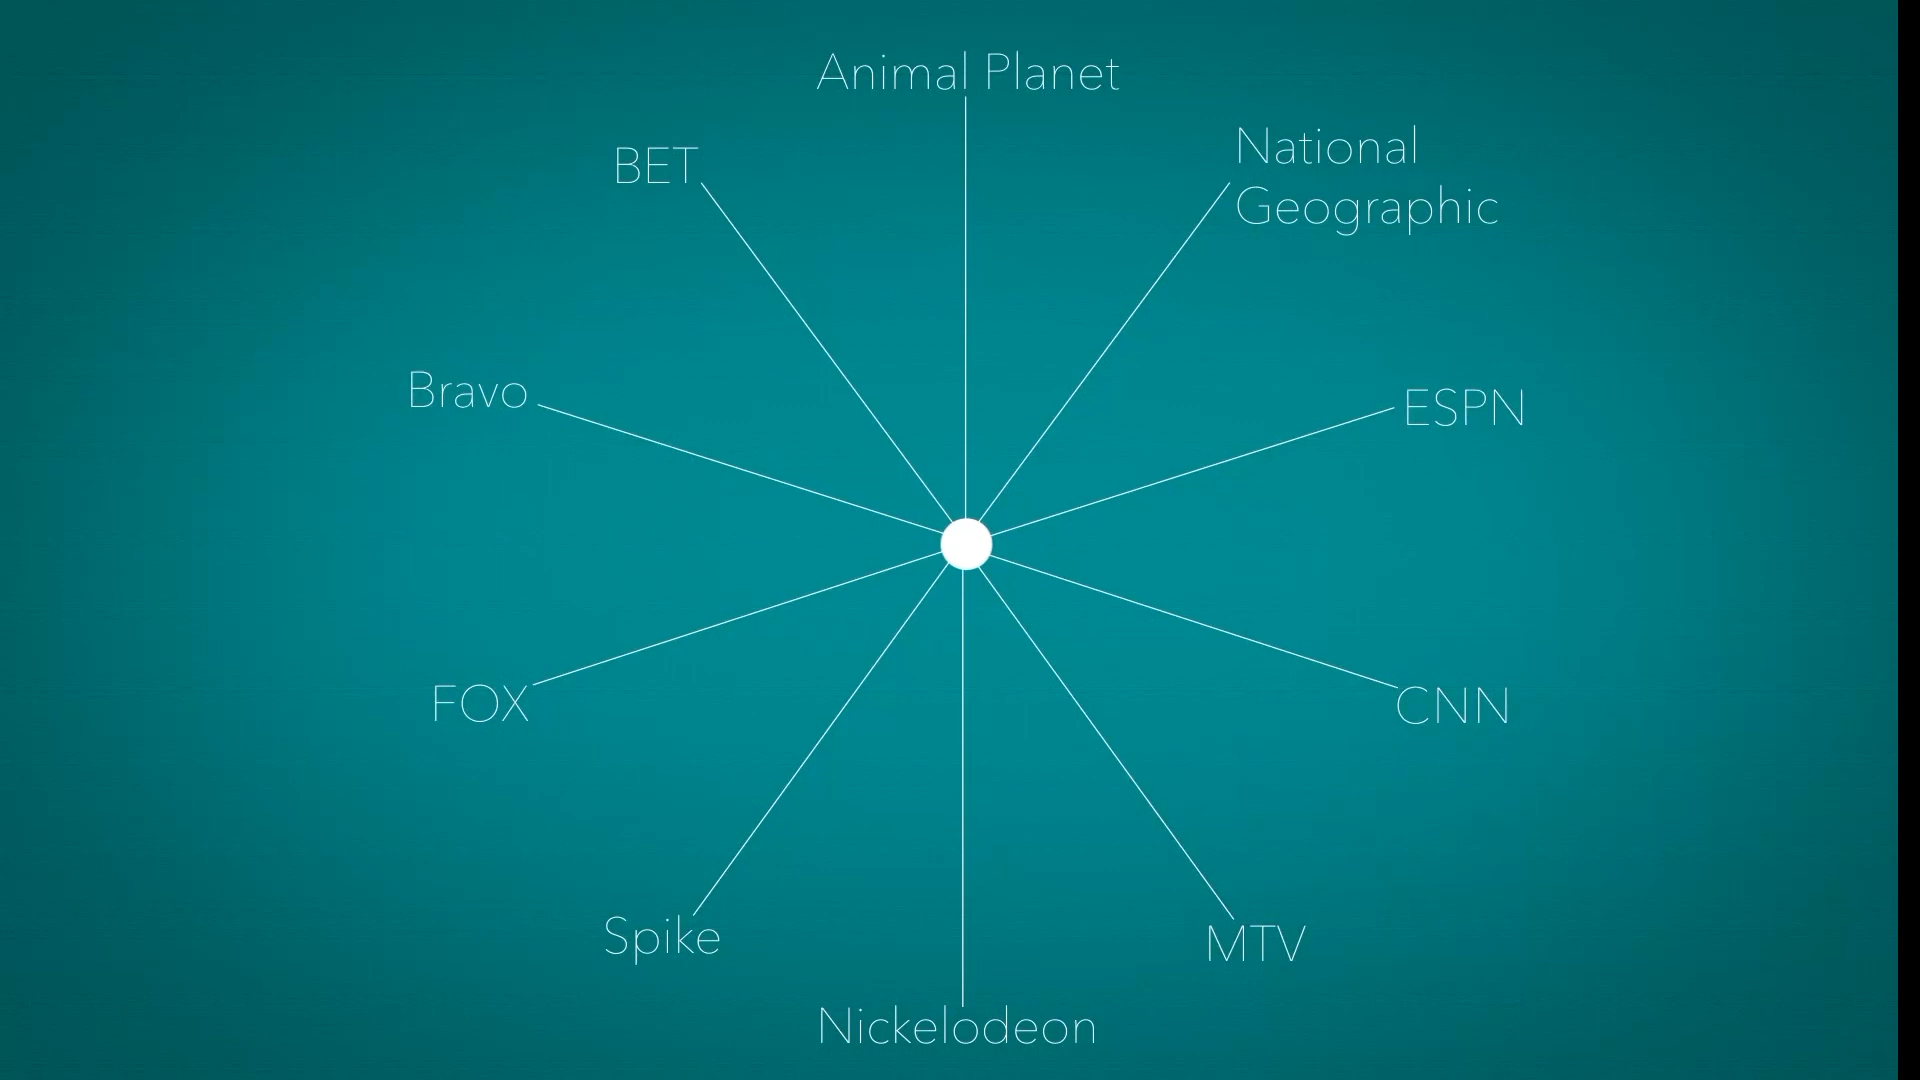 Animal Planet
BET
National
Geographic
Bravo
ESPN
FOX
CNN
Spike
MTV
Nickelodeon